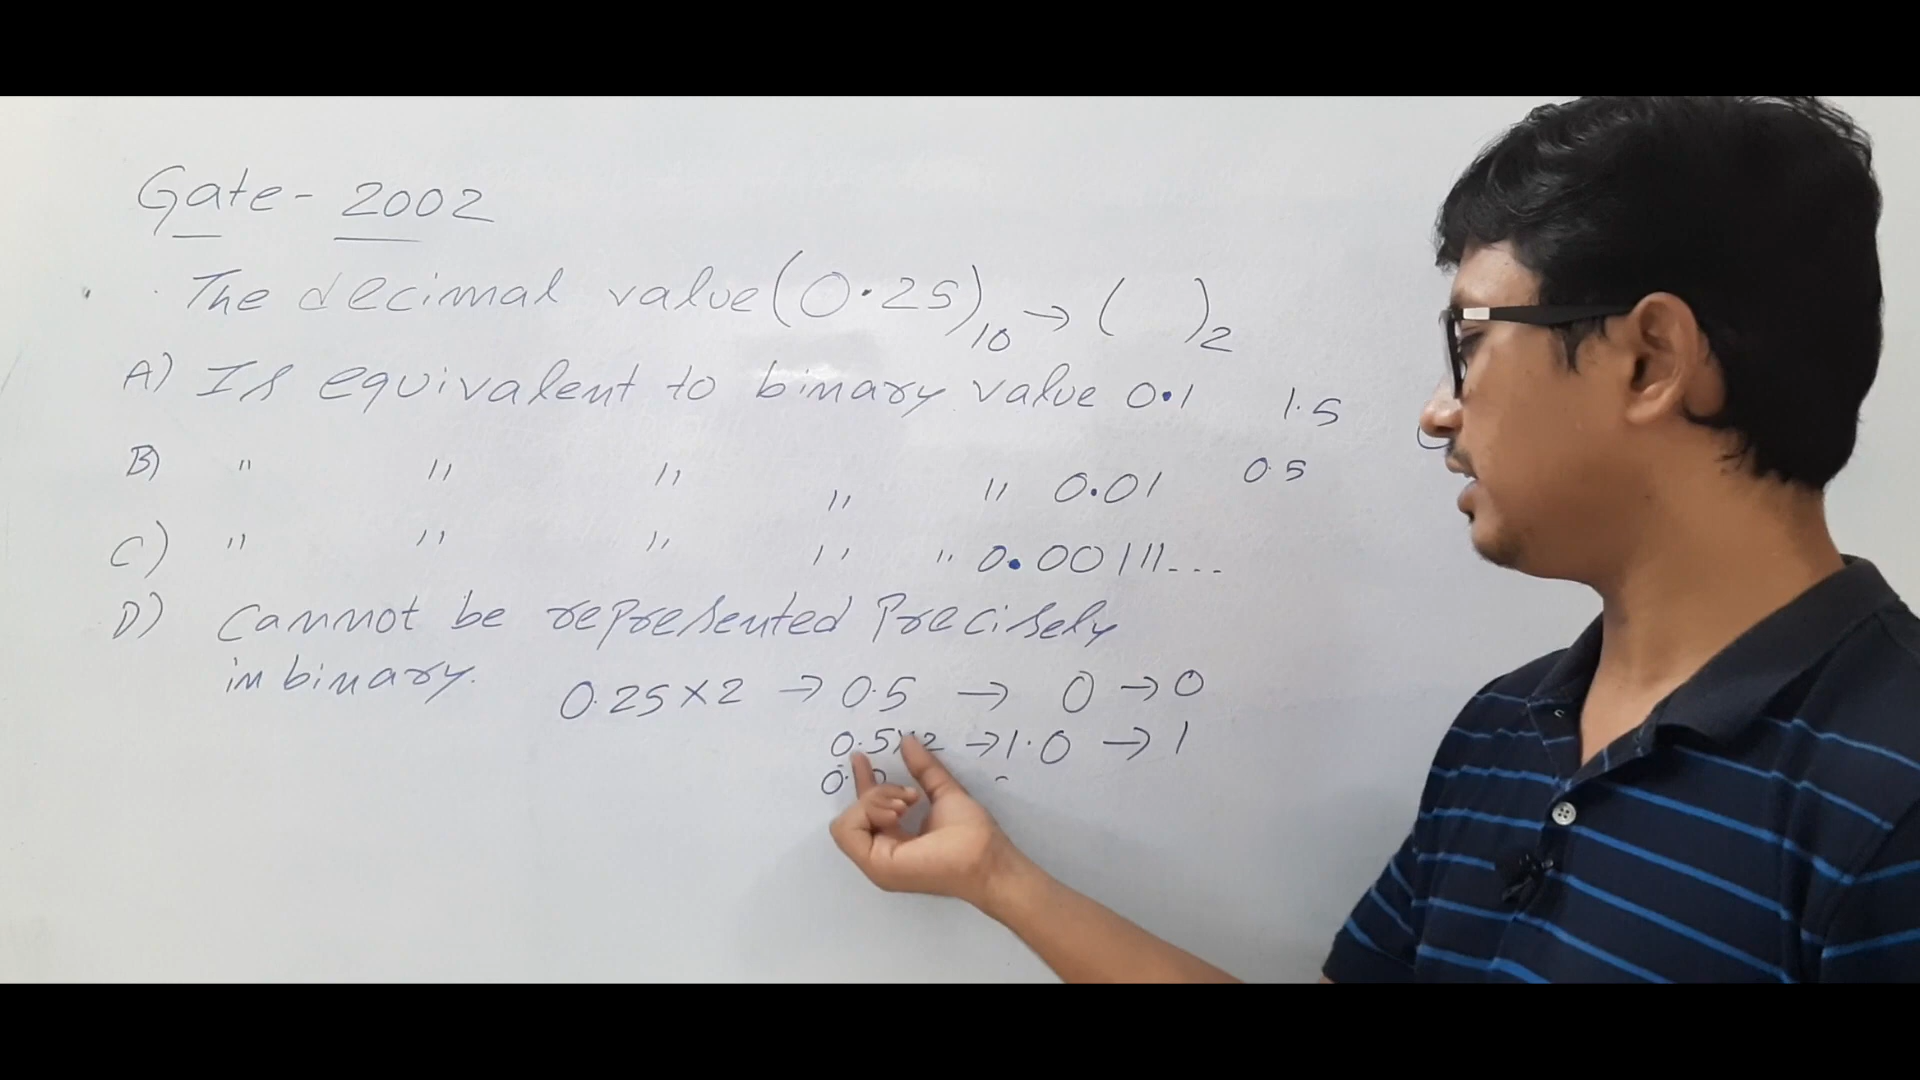 Gate - 2002
The decimal value (0.25)10 → ( )2
A) Is equivalent to binary value 0.1 1.5
B) " " " " " 0.01 0.5
C) " " " " " 0.00111...
D) cannot be represented Precisely
in binary.
0.25×2 → 0.5 → 0 → 0
0.5×2 → 1.0 → 1